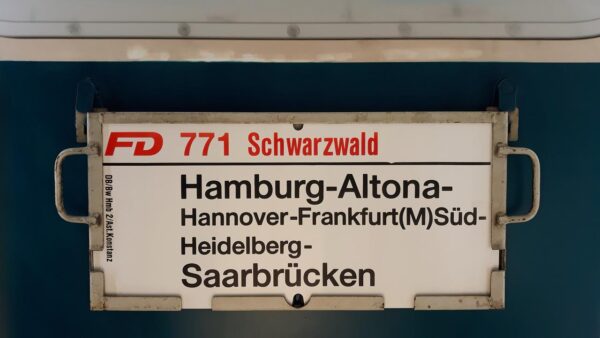 FD 771 Schwarzwald
Hamburg-Altona-
Hannover-Frankfurt(M)Süd-
Heidelberg-
Saarbrücken
DB/Bw Hmb 2/Ast.Konstanz